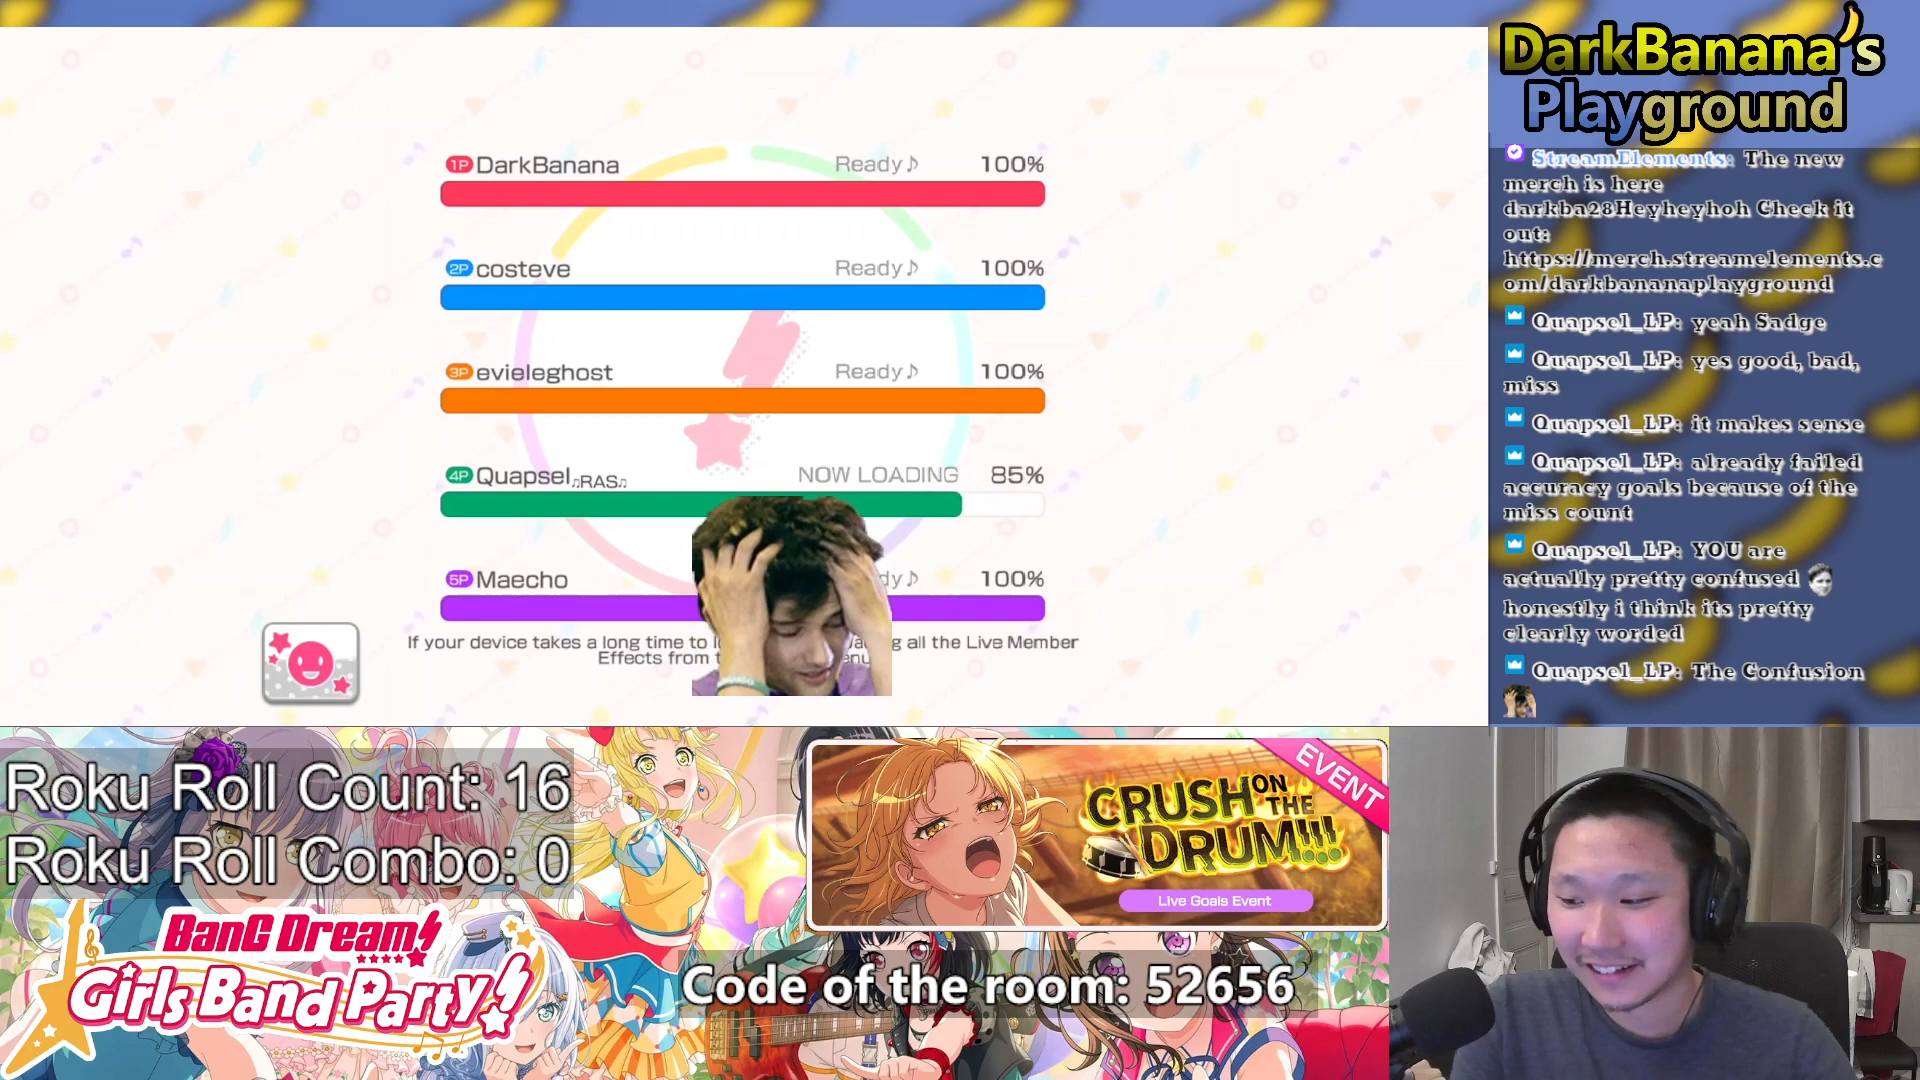 DarkBanana's
Playground
1P DarkBanana Ready♪ 100%
2P costeve Ready♪ 100%
3P evieleghost Ready♪ 100%
4P Quapsel♫RAS♫ NOW LOADING 85%
5P Maecho dy♪ 100%
If your device takes a long time to all the Live Member
Effects from
StreamElements: The new
merch is here
darkba28Heyheyhoh Check it
out:
https://merch.streamelements.c
om/darkbananaplayground
Quapsel_LP: yeah Sadge
Quapsel_LP: yes good, bad,
miss
Quapsel_LP: it makes sense
Quapsel_LP: already failed
accuracy goals because of the
miss count
Quapsel_LP: YOU are
actually pretty confused
honestly i think its pretty
clearly worded
Quapsel_LP: The Confusion
Roku Roll Count: 16
Roku Roll Combo: 0
BanG Dream!
Girls Band Party!
EVENT
CRUSH ON
THE
DRUM!!!
Live Goals Event
Code of the room: 52656